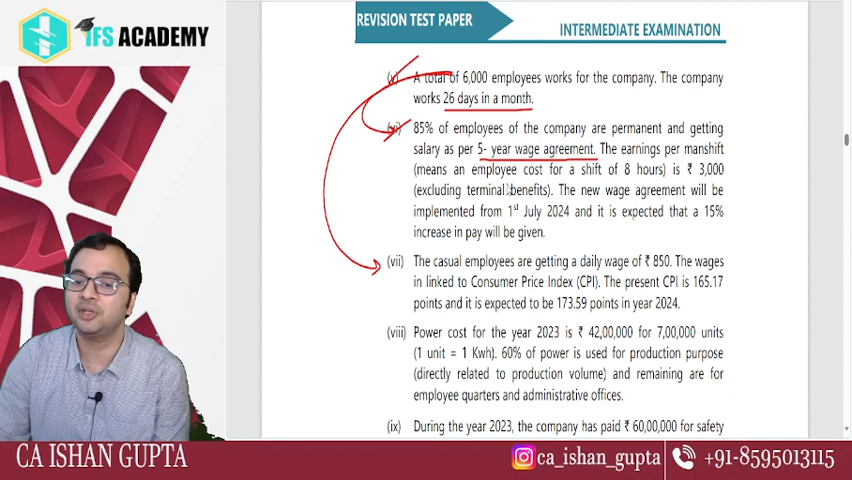 IFS ACADEMY
REVISION TEST PAPER
INTERMEDIATE EXAMINATION
(v) A total of 6,000 employees works for the company. The company
works 26 days in a month.
(vi) 85% of employees of the company are permanent and getting
salary as per 5- year wage agreement. The earnings per manshift
(means an employee cost for a shift of 8 hours) is ₹ 3,000
(excluding terminal benefits). The new wage agreement will be
implemented from 1st July 2024 and it is expected that a 15%
increase in pay will be given.
(vii) The casual employees are getting a daily wage of ₹ 850. The wages
in linked to Consumer Price Index (CPI). The present CPI is 165.17
points and it is expected to be 173.59 points in year 2024.
(viii) Power cost for the year 2023 is ₹ 42,00,000 for 7,00,000 units
(1 unit = 1 Kwh). 60% of power is used for production purpose
(directly related to production volume) and remaining are for
employee quarters and administrative offices.
(ix) During the year 2023, the company has paid ₹ 60,00,000 for safety
CA ISHAN GUPTA
ca_ishan_gupta
+91-8595013115